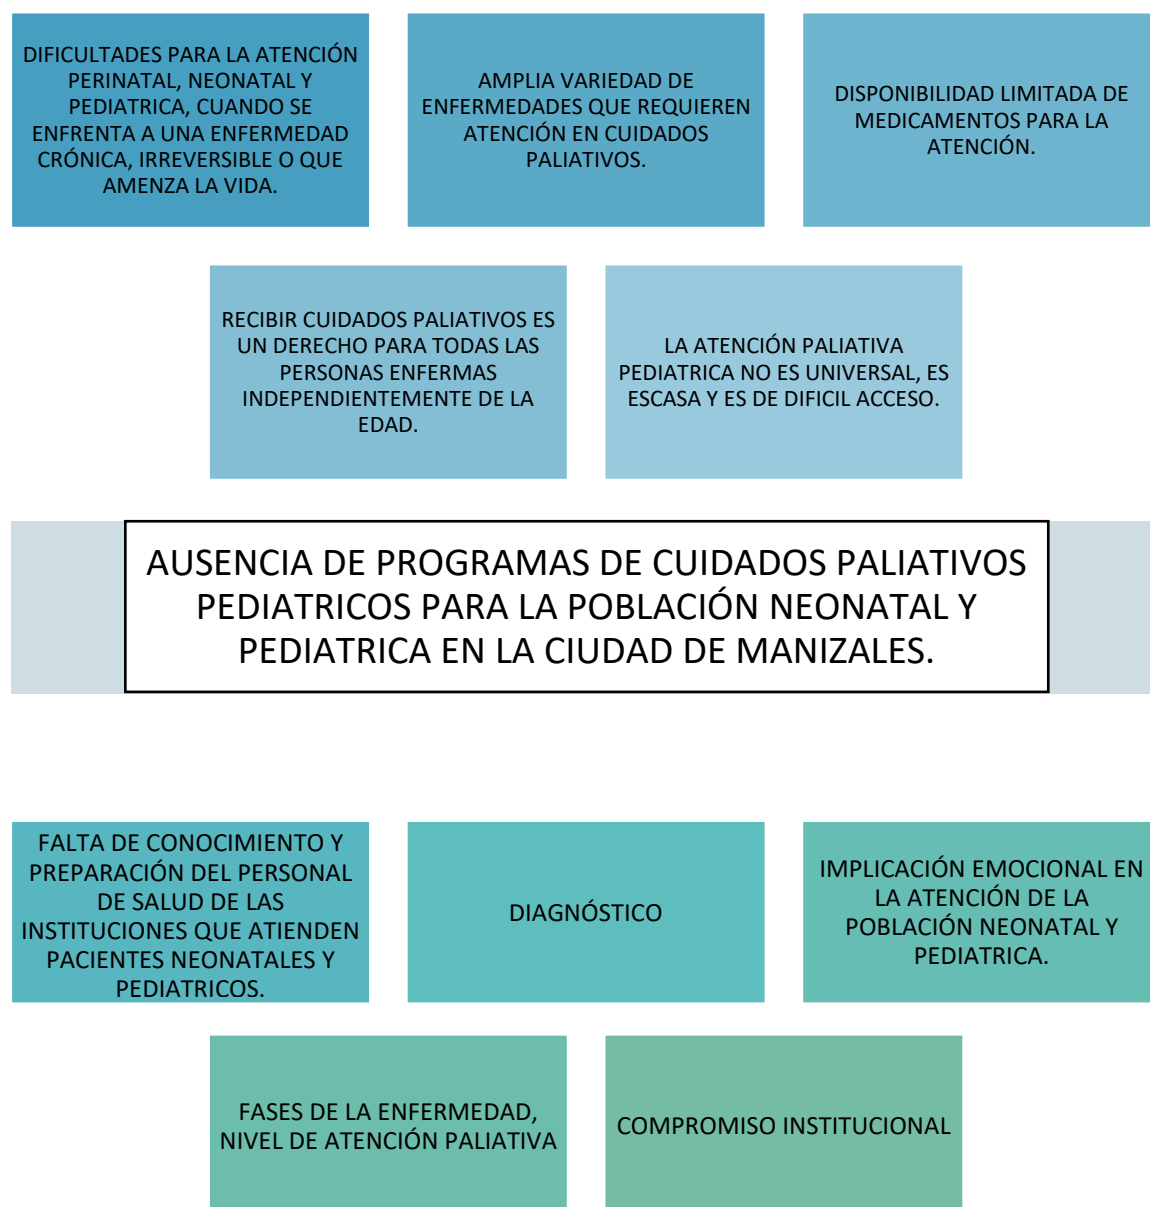 DIFICULTADES PARA LA ATENCIÓN
PERINATAL, NEONATAL Y
PEDIATRICA, CUANDO SE
ENFRENTA A UNA ENFERMEDAD
CRÓNICA, IRREVERSIBLE O QUE
AMENZA LA VIDA.
AMPLIA VARIEDAD DE
ENFERMEDADES QUE REQUIEREN
ATENCIÓN EN CUIDADOS
PALIATIVOS.
DISPONIBILIDAD LIMITADA DE
MEDICAMENTOS PARA LA
ATENCIÓN.
RECIBIR CUIDADOS PALIATIVOS ES
UN DERECHO PARA TODAS LAS
PERSONAS ENFERMAS
INDEPENDIENTEMENTE DE LA
EDAD.
LA ATENCIÓN PALIATIVA
PEDIATRICA NO ES UNIVERSAL, ES
ESCASA Y ES DE DIFICIL ACCESO.
AUSENCIA DE PROGRAMAS DE CUIDADOS PALIATIVOS
PEDIATRICOS PARA LA POBLACIÓN NEONATAL Y
PEDIATRICA EN LA CIUDAD DE MANIZALES.
FALTA DE CONOCIMIENTO Y
PREPARACIÓN DEL PERSONAL
DE SALUD DE LAS
INSTITUCIONES QUE ATIENDEN
PACIENTES NEONATALES Y
PEDIATRICOS.
DIAGNÓSTICO
IMPLICACIÓN EMOCIONAL EN
LA ATENCIÓN DE LA
POBLACIÓN NEONATAL Y
PEDIATRICA.
FASES DE LA ENFERMEDAD,
NIVEL DE ATENCIÓN PALIATIVA
COMPROMISO INSTITUCIONAL